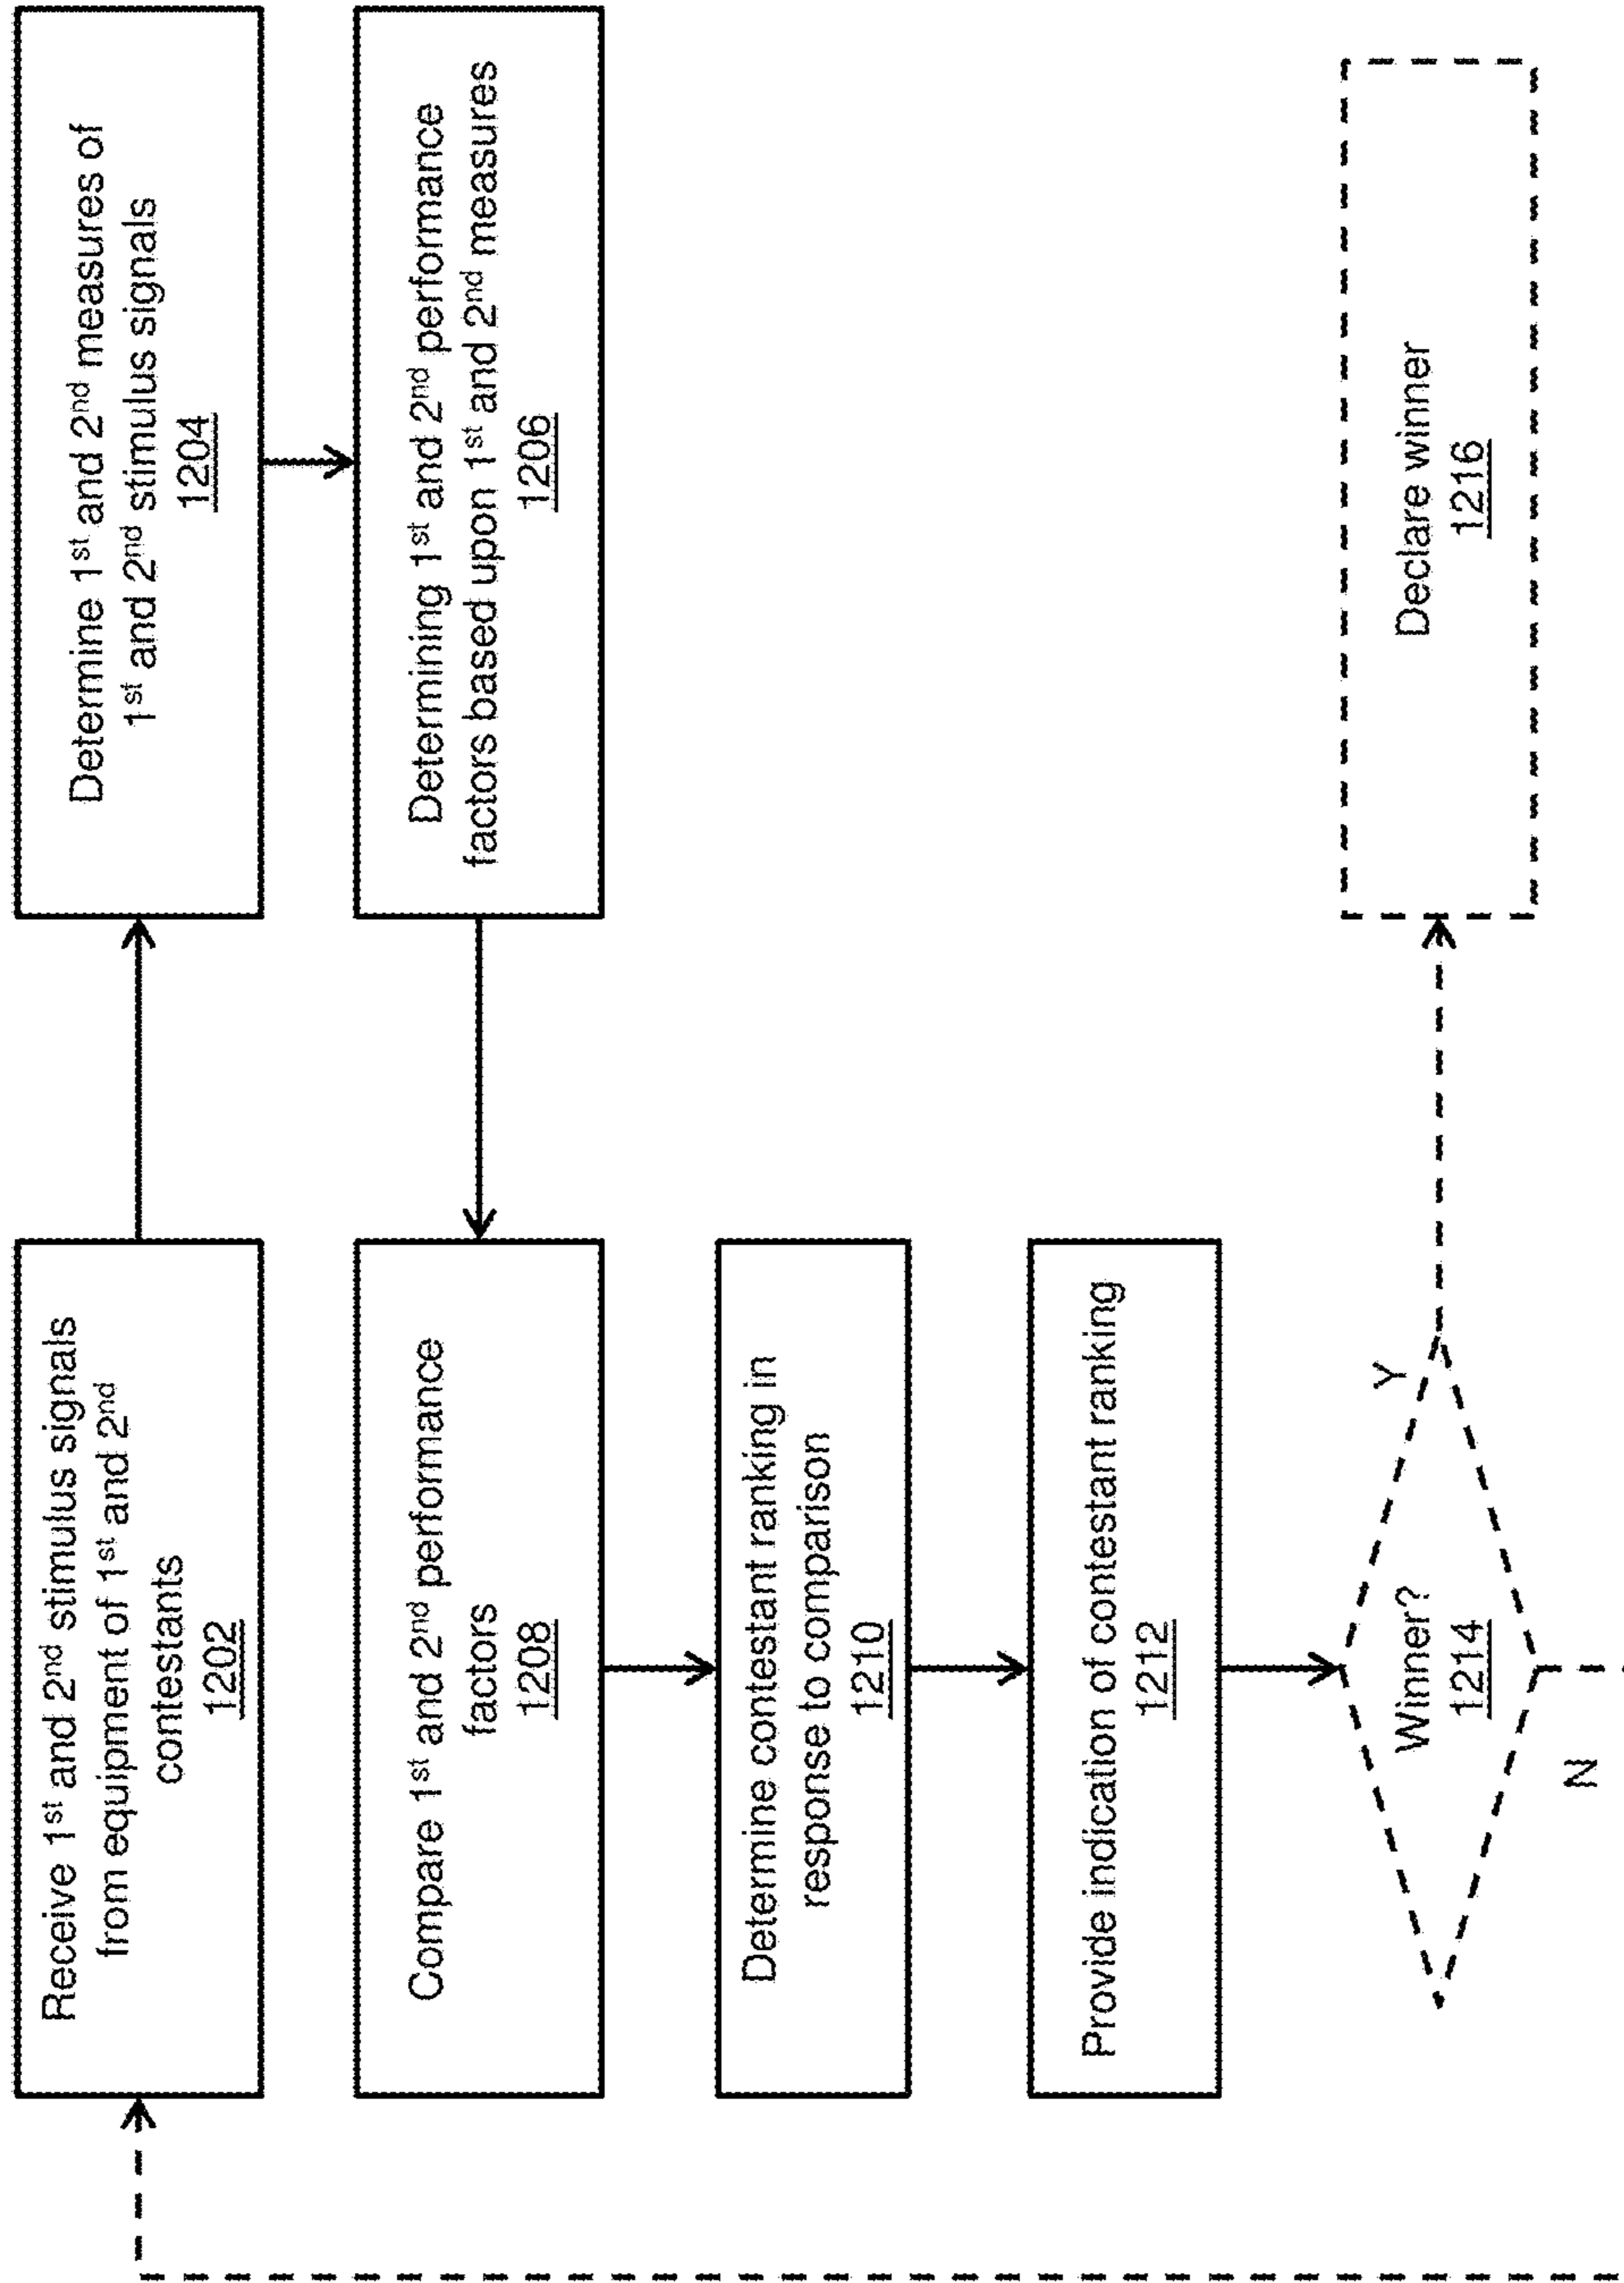 Receive 1st and 2nd stimulus signals
from equipment of 1st and 2nd
contestants
1202
Determine 1st and 2nd measures of
1st and 2nd stimulus signals
1204
Determining 1st and 2nd performance
factors based upon 1st and 2nd measures
1206
Compare 1st and 2nd performance
factors
1208
Determine contestant ranking in
response to comparison
1210
Provide indication of contestant ranking
1212
Winner?
1214
Y
N
Declare winner
1216